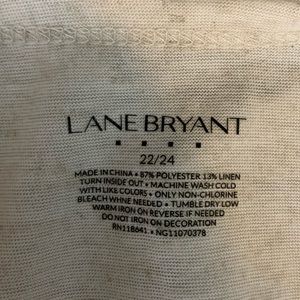 LANE BRYANT
22/24
MADE IN CHINA • 87% POLYESTER 13% LINEN
TURN INSIDE OUT • MACHINE WASH COLD
WITH LIKE COLORS • ONLY NON-CHLORINE
BLEACH WHNE NEEDED • TUMBLE DRY LOW
WARM IRON ON REVERSE IF NEEDED
DO NOT IRON ON DECORATION
RN118641 • NG11070378